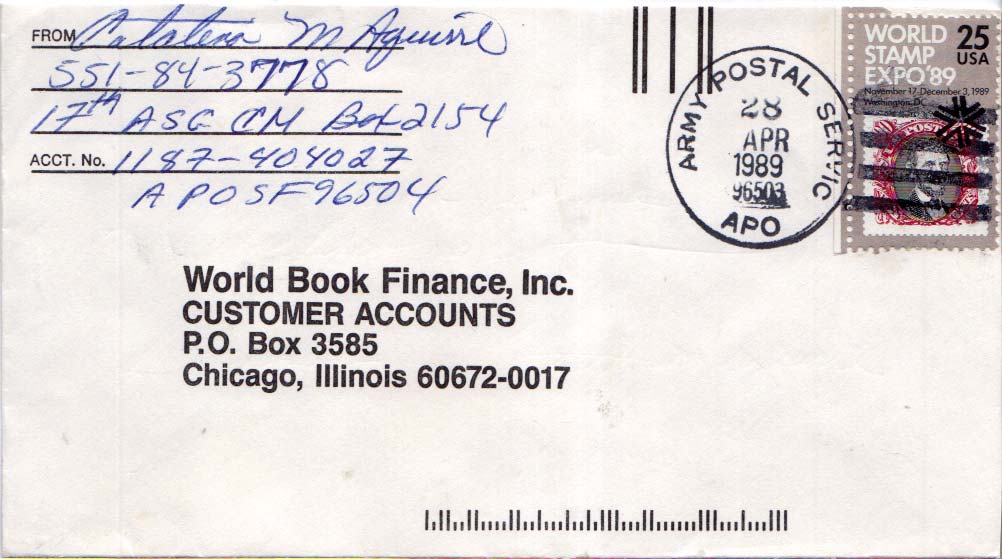 FROM M Aguirre
551-84-3778
17th ASG CM Box 2154
ACCT. No. 1187-404027
APO SF 96504
ARMY POSTAL SERVIC
28
APR
1989
96503
APO
WORLD
STAMP
EXPO'89
25
USA
November 17-December 3, 1989
Washington, DC
POST
World Book Finance, Inc.
CUSTOMER ACCOUNTS
P.O. Box 3585
Chicago, Illinois 60672-0017